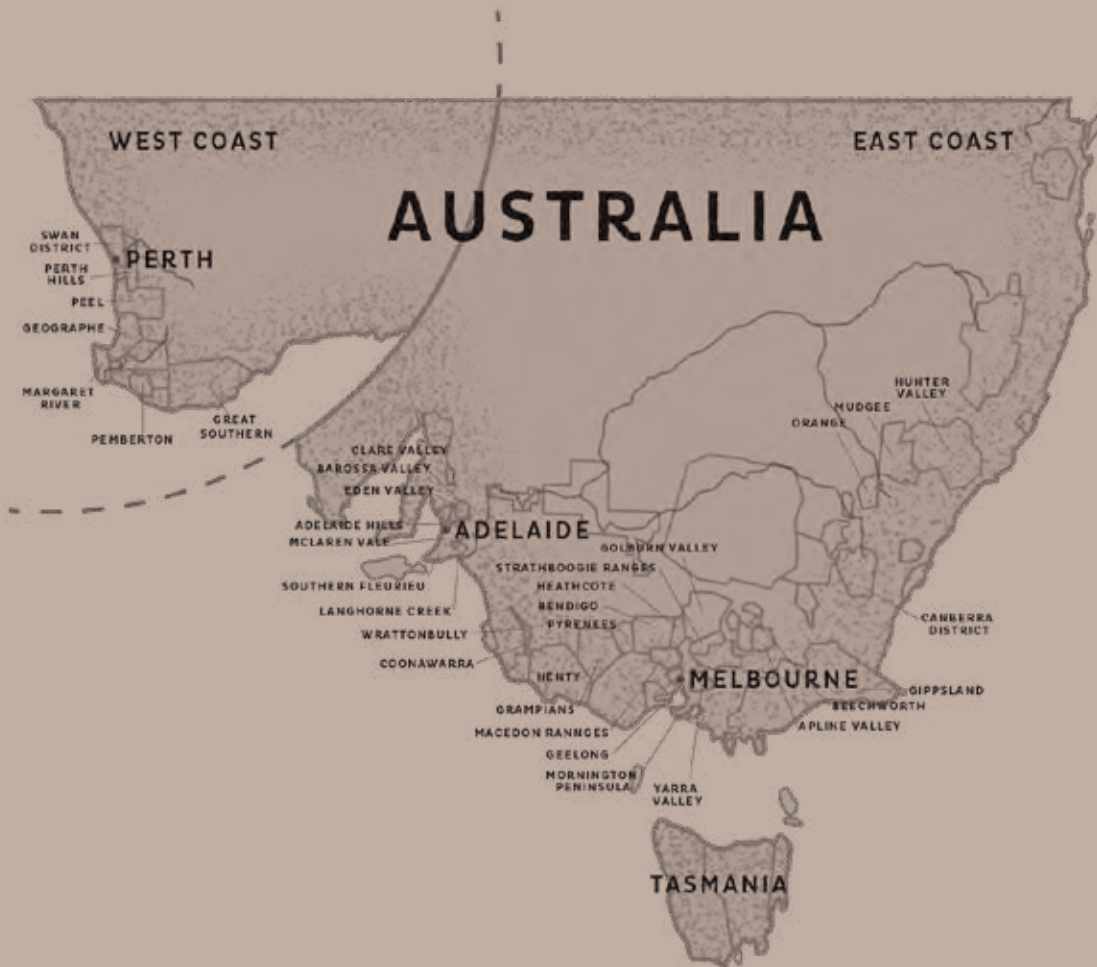 WEST COAST
EAST COAST
AUSTRALIA
SWAN
DISTRICT
PERTH
PERTH
HILLS
PEEL
GEOGRAPHE
MARGARET
RIVER
PEMBERTON
GREAT
SOUTHERN
HUNTER
VALLEY
MUDGEE
ORANGE
CLARE VALLEY
BAROSSA VALLEY
EDEN VALLEY
ADELAIDE HILLS
ADELAIDE
MCLAREN VALE
GOLBURN VALLEY
STRATHBOOGIE RANGES
SOUTHERN FLEURIEU
HEATHCOTE
LANGHORNE CREEK
BENDIGO
PYRENEES
WRATTONBULLY
COONAWARRA
CANBERRA
DISTRICT
HENTY
MELBOURNE
GIPPSLAND
BEECHWORTH
GRAMPIANS
APLINE VALLEY
MACEDON RANNGES
GEELONG
MORNINGTON
PENINSULA
YARRA
VALLEY
TASMANIA